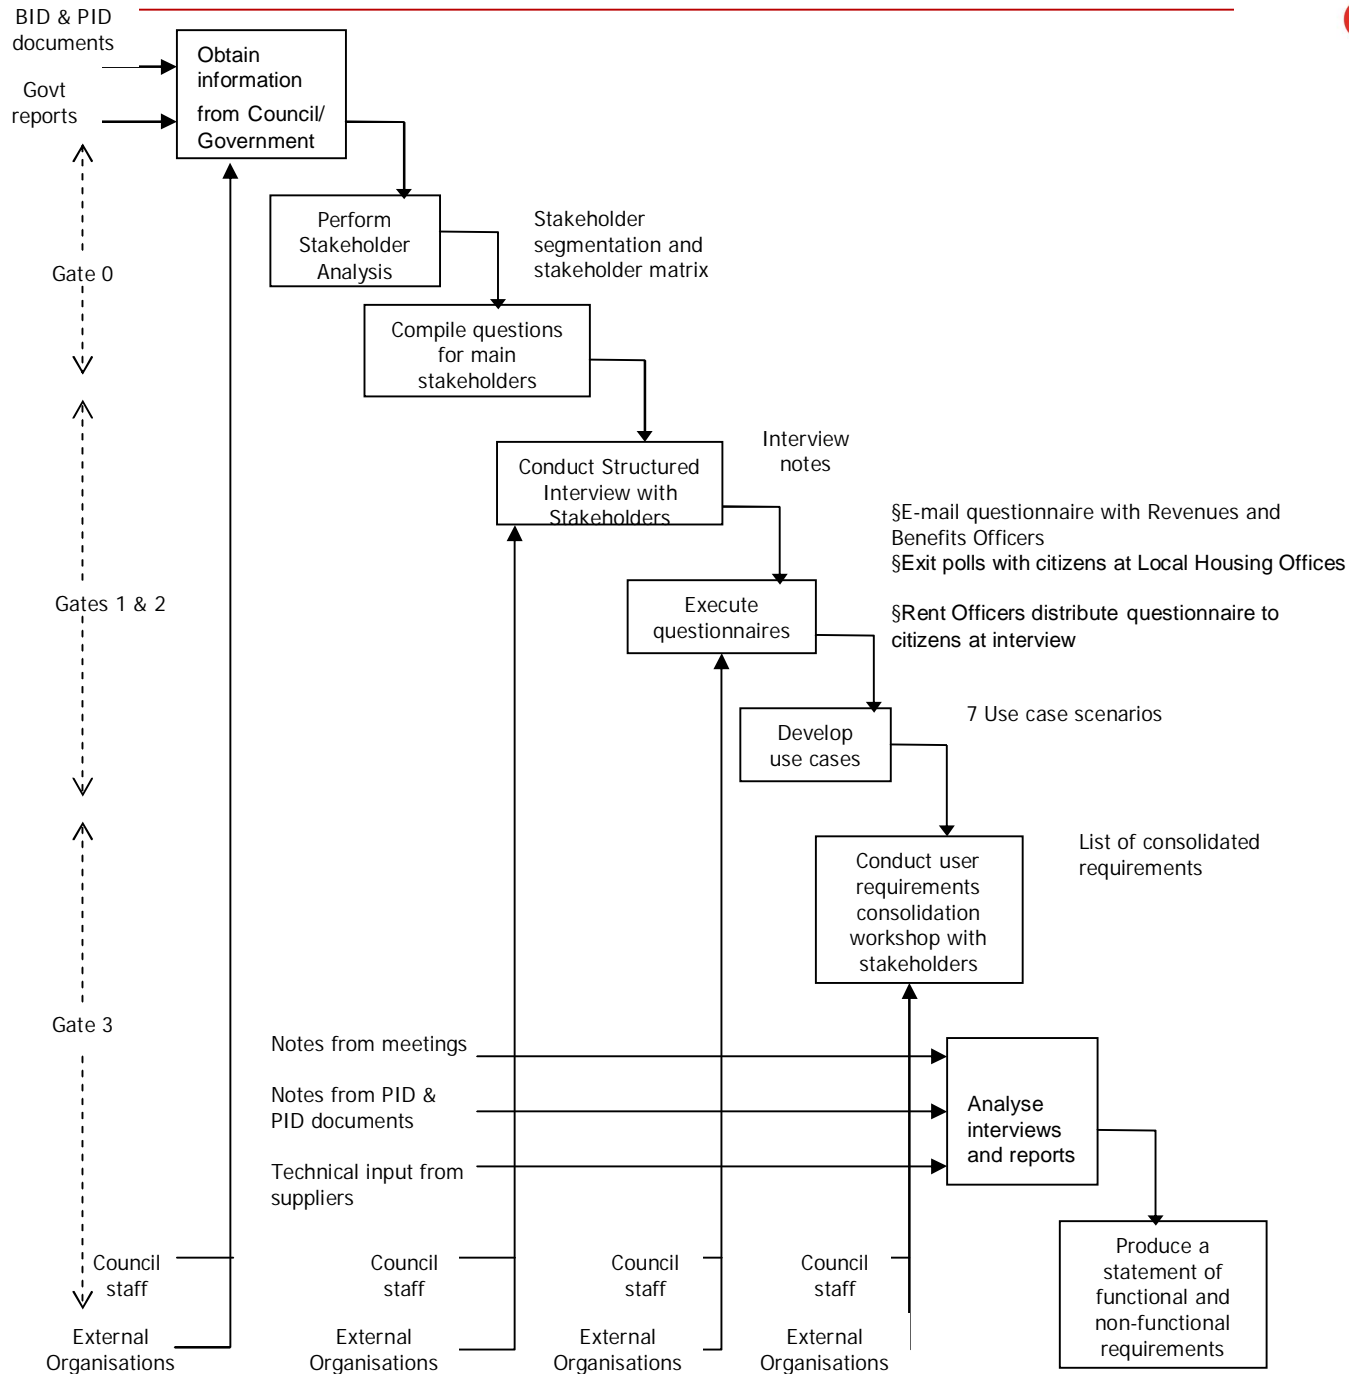 BID & PID
documents
Govt
reports
Obtain
information
from Council/
Government
Gate 0
Perform
Stakeholder
Analysis
Stakeholder
segmentation and
stakeholder matrix
Compile questions
for main
stakeholders
Conduct Structured
Interview with
Stakeholders
Interview
notes
Gates 1 & 2
Execute
questionnaires
§E-mail questionnaire with Revenues and
Benefits Officers
§Exit polls with citizens at Local Housing Offices
§Rent Officers distribute questionnaire to
citizens at interview
Develop
use cases
7 Use case scenarios
Conduct user
requirements
consolidation
workshop with
stakeholders
List of consolidated
requirements
Gate 3
Notes from meetings
Notes from PID &
PID documents
Technical input from
suppliers
Analyse
interviews
and reports
Produce a
statement of
functional and
non-functional
requirements
Council
staff
External
Organisations
Council
staff
External
Organisations
Council
staff
External
Organisations
Council
staff
External
Organisations